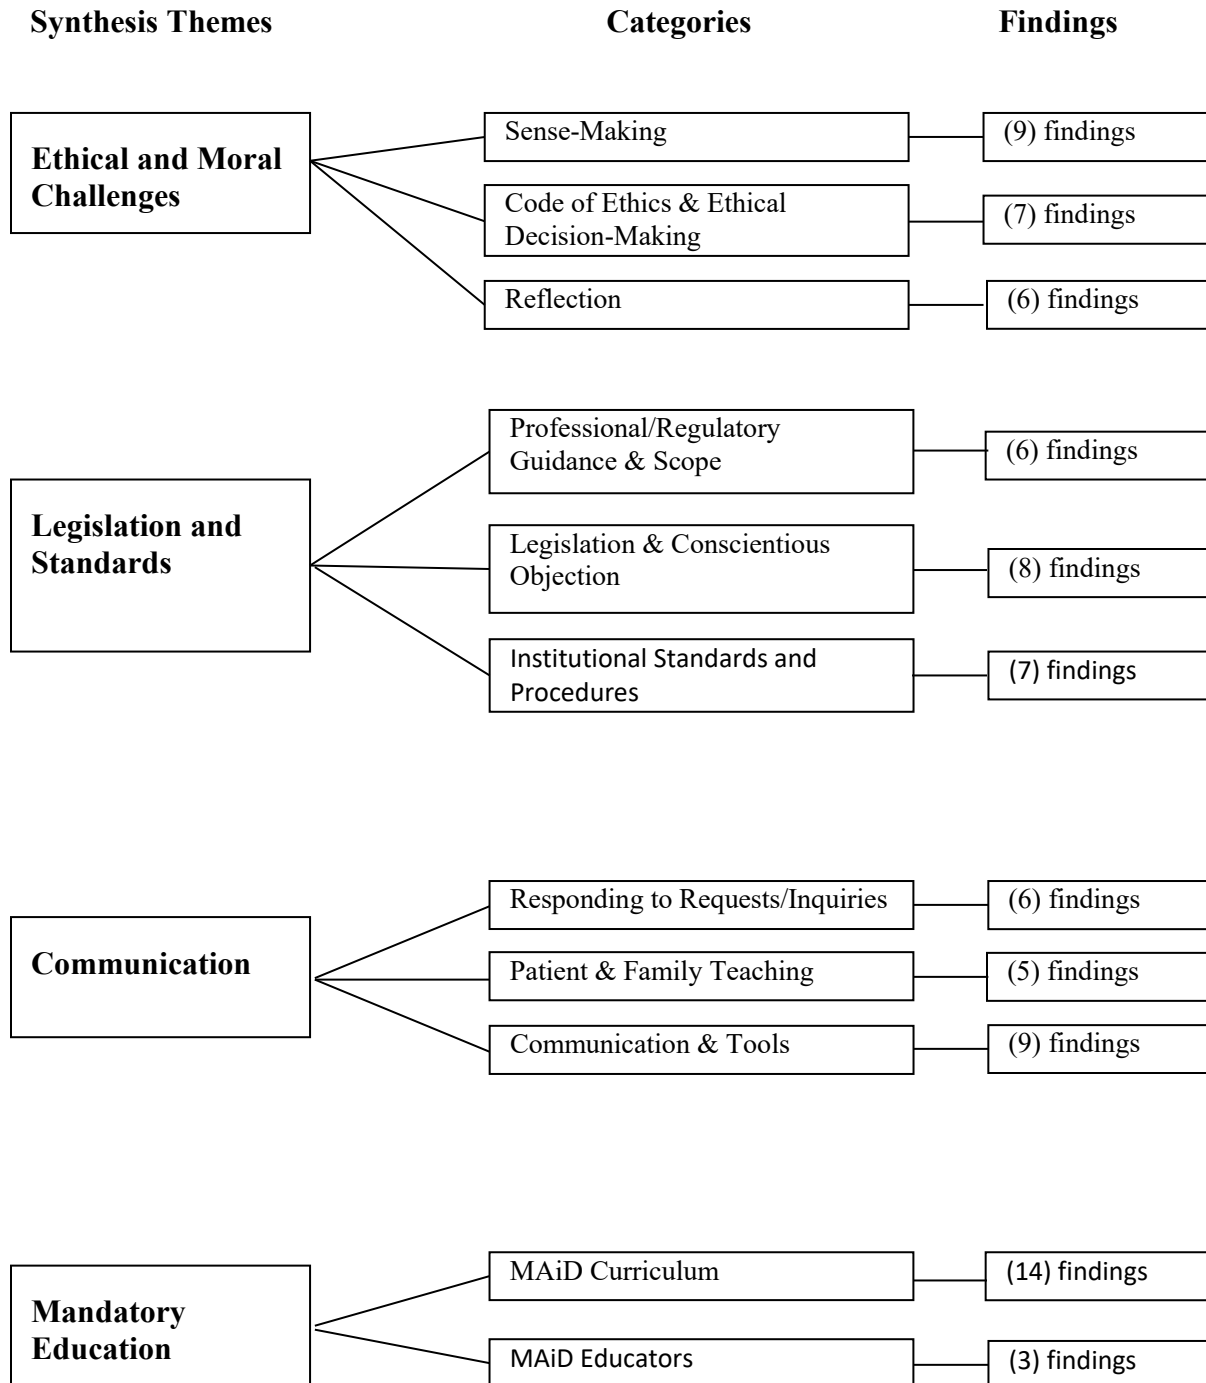 Synthesis Themes
Categories
Findings
Ethical and Moral
Challenges
Sense-Making
(9) findings
Code of Ethics & Ethical
Decision-Making
(7) findings
Reflection
(6) findings
Legislation and
Standards
Professional/Regulatory
Guidance & Scope
(6) findings
Legislation & Conscientious
Objection
(8) findings
Institutional Standards and
Procedures
(7) findings
Communication
Responding to Requests/Inquiries
(6) findings
Patient & Family Teaching
(5) findings
Communication & Tools
(9) findings
Mandatory
Education
MAiD Curriculum
(14) findings
MAiD Educators
(3) findings